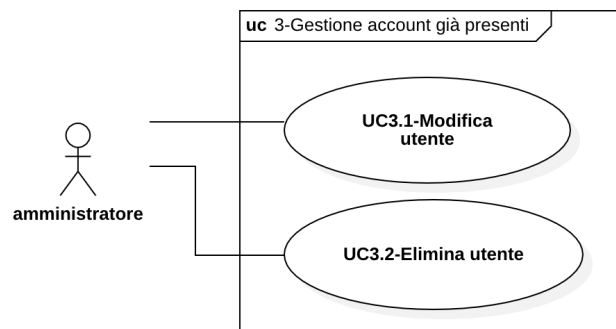 uc 3-Gestione account già presenti
UC3.1-Modifica
utente
amministratore
UC3.2-Elimina utente